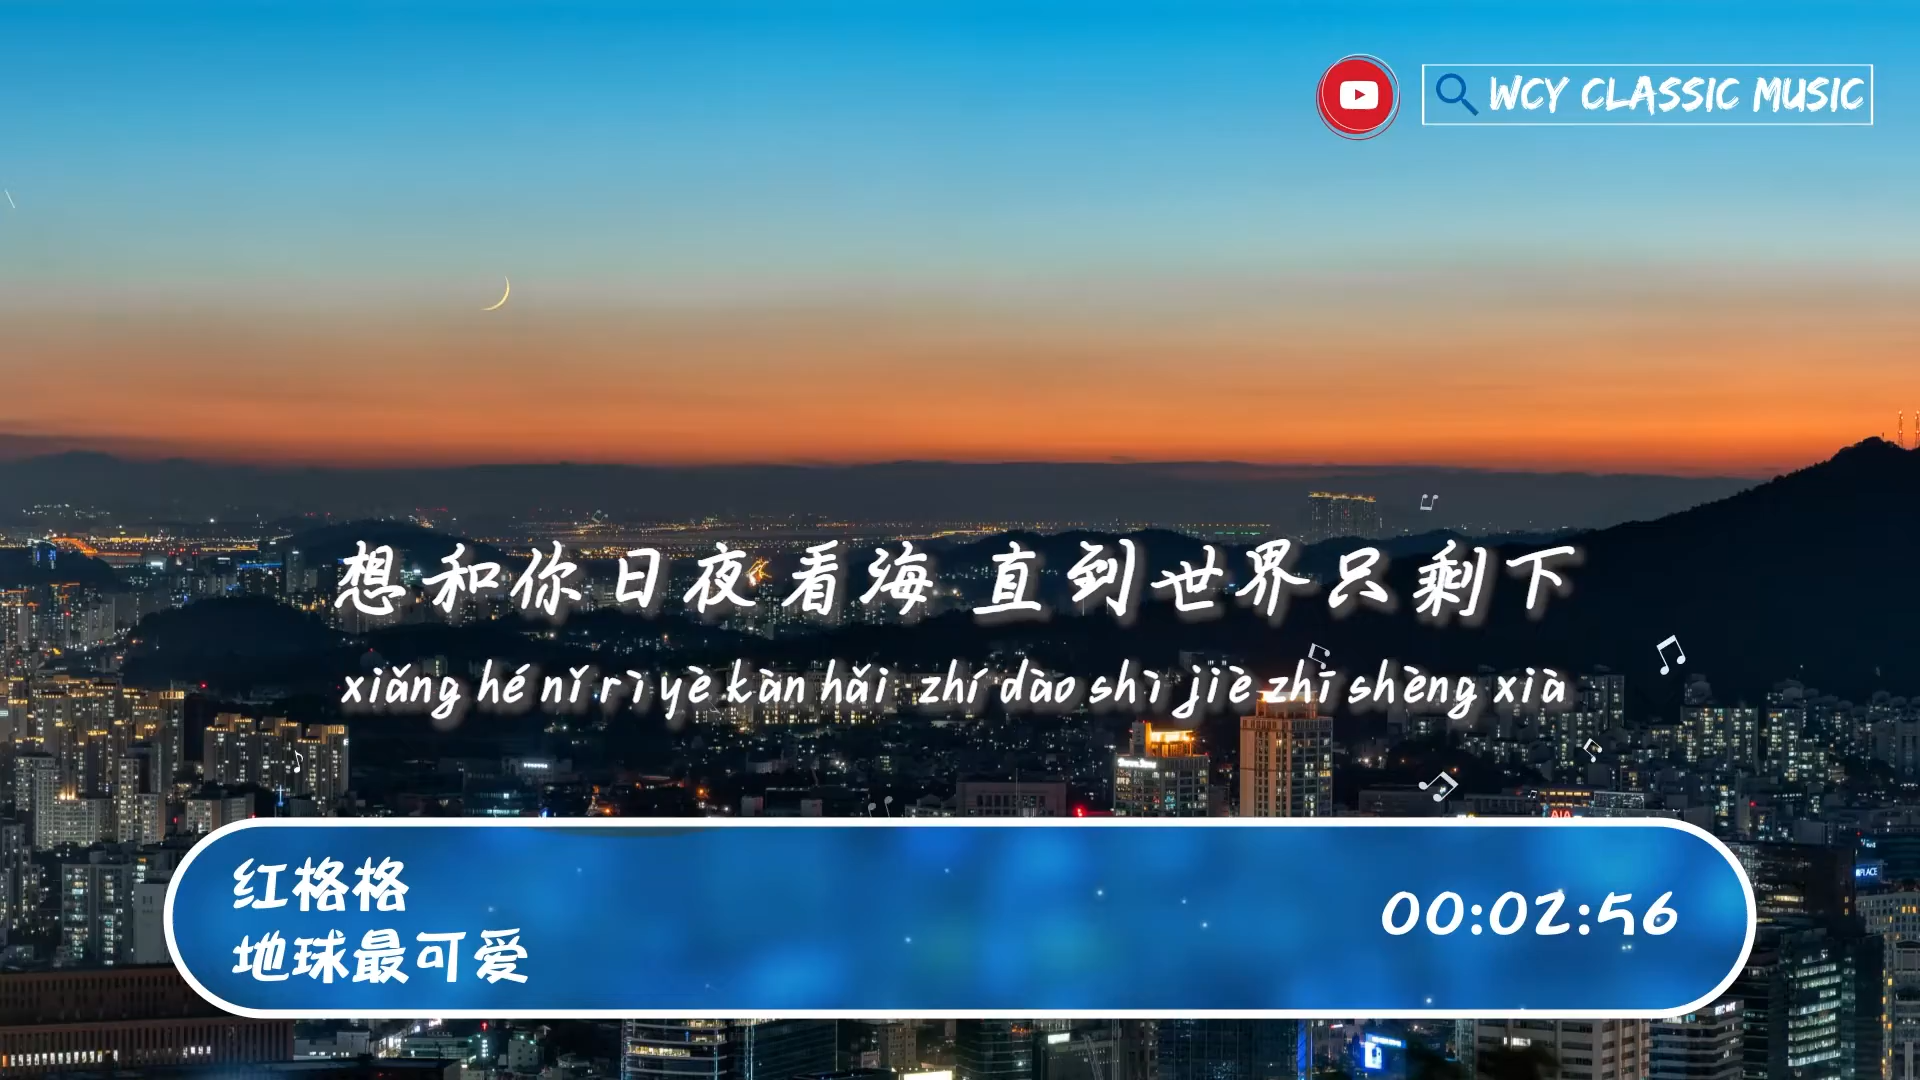 WCY CLASSIC MUSIC
想和你日夜看海 直到世界只剩下
xiǎng hé nǐ rì yè kàn hǎi zhí dào shì jiè zhī shèng xià
AIA
红格格
地球最可爱
00:02:56